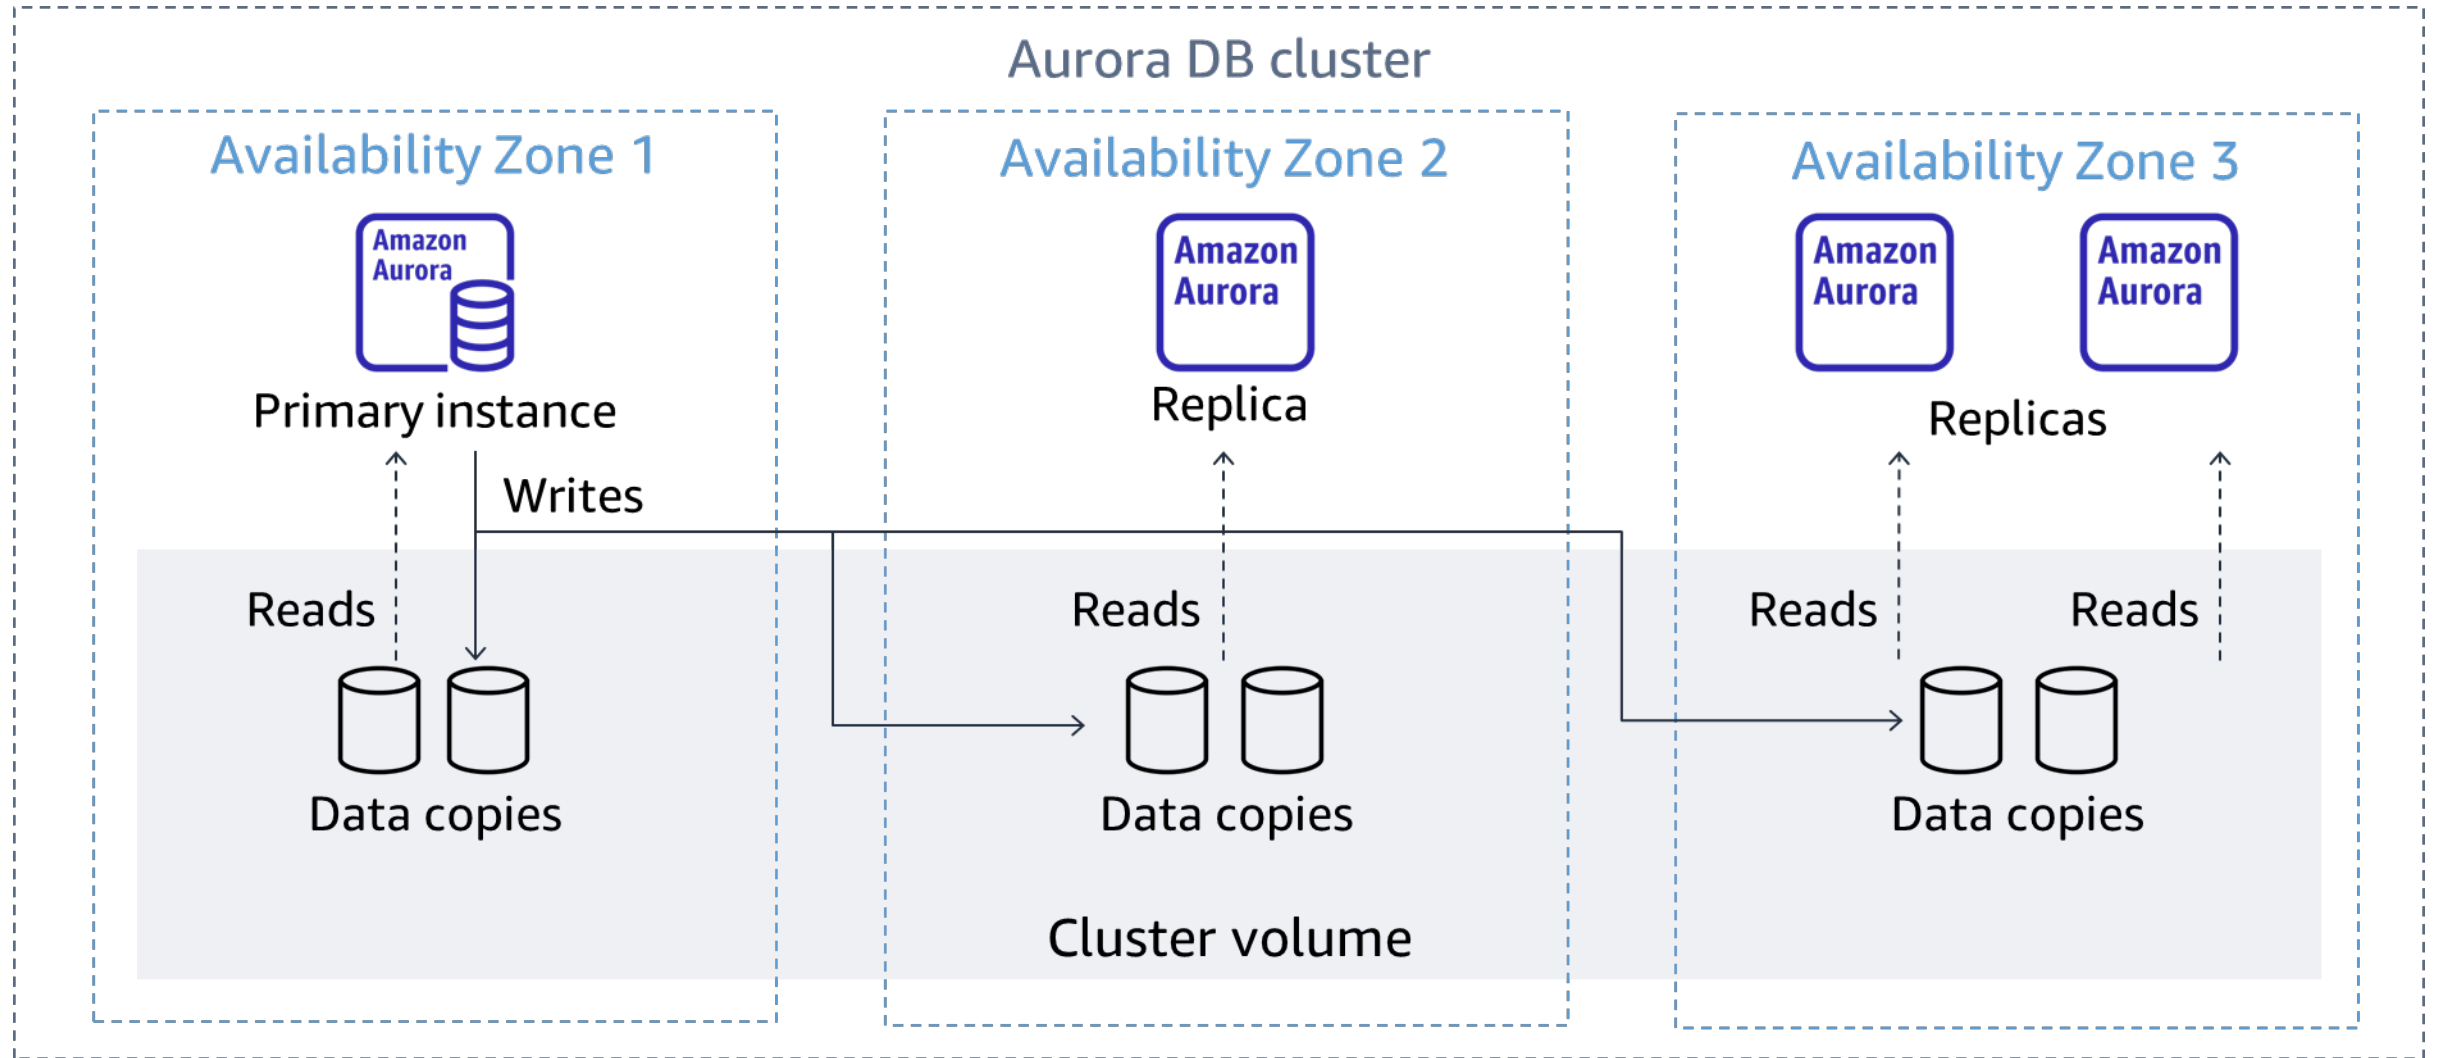 Aurora DB cluster
Availability Zone 1
Amazon
Aurora
Primary instance
Writes
Reads
Data copies
Availability Zone 2
Amazon
Aurora
Replica
Reads
Data copies
Availability Zone 3
Amazon
Aurora
Amazon
Aurora
Replicas
Reads
Reads
Data copies
Cluster volume